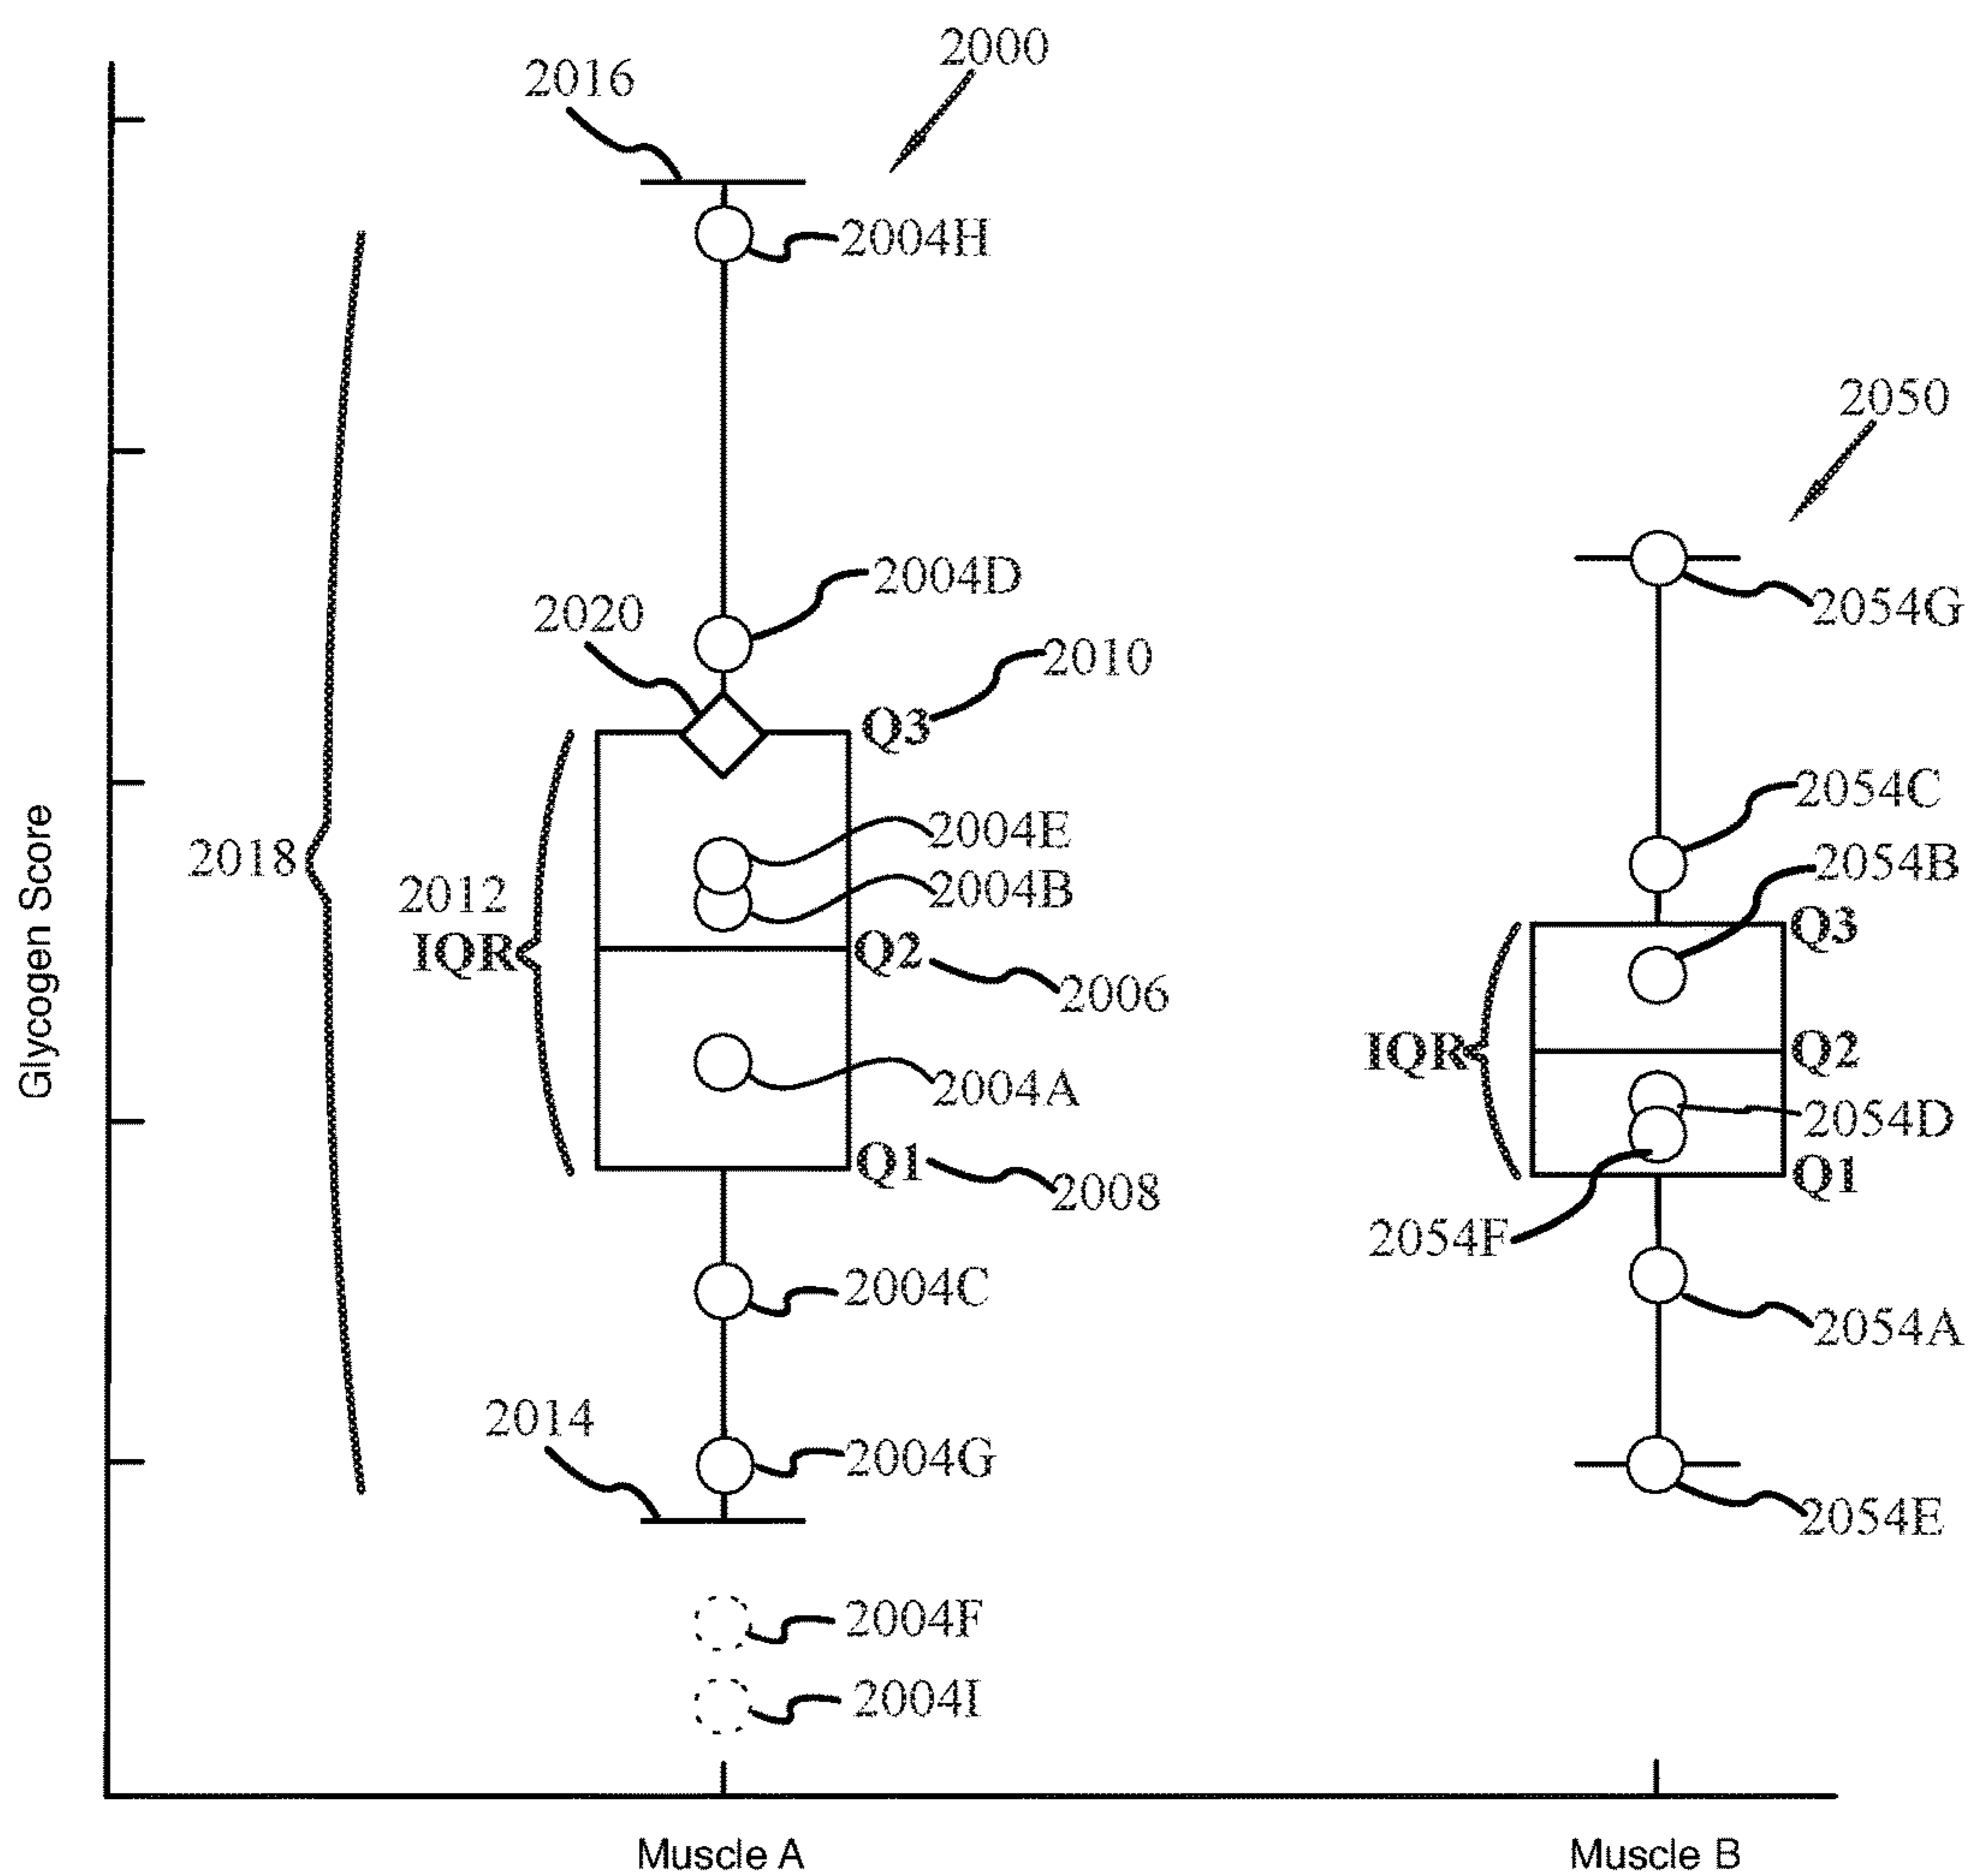 2000
2016
2004H
2050
2004D
2054G
2020
2010
Q3
2054C
2004E
2054B
2018
2012
2004B
Q3
IQR
Q2
2006
IQR
Q2
Glycogen Score
2004A
2054D
Q1
Q1
2008
2054F
2004C
2054A
2014
2004G
2054E
2004F
2004I
Muscle A
Muscle B